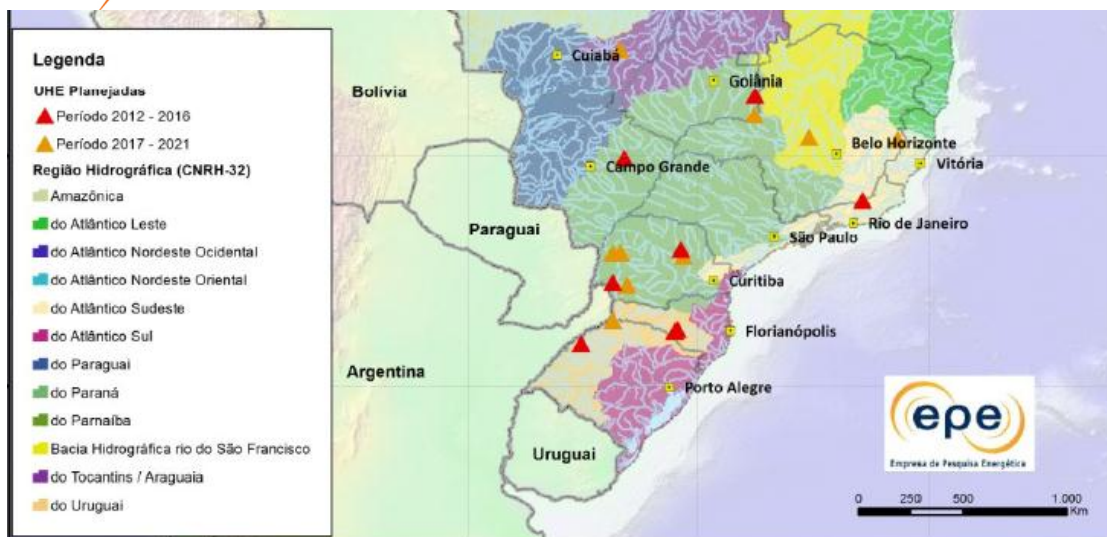 Legenda
UHE Planejadas
Período 2012 - 2016
Período 2017 - 2021
Região Hidrográfica (CNRH-32)
Amazônica
do Atlântico Leste
do Atlântico Nordeste Ocidental
do Atlântico Nordeste Oriental
do Atlântico Sudeste
do Atlântico Sul
do Paraguai
do Paraná
do Parnaíba
Bacia Hidrográfica rio do São Francisco
do Tocantins / Araguaia
do Uruguai
Cuiabá
Goiânia
Bolívia
Belo Horizonte
Vitória
Campo Grande
Paraguai
Rio de Janeiro
São Paulo
Curitiba
Florianópolis
Argentina
Porto Alegre
Uruguai
epe
Empresa de Pesquisa Energética
0 250 500 1.000
Km